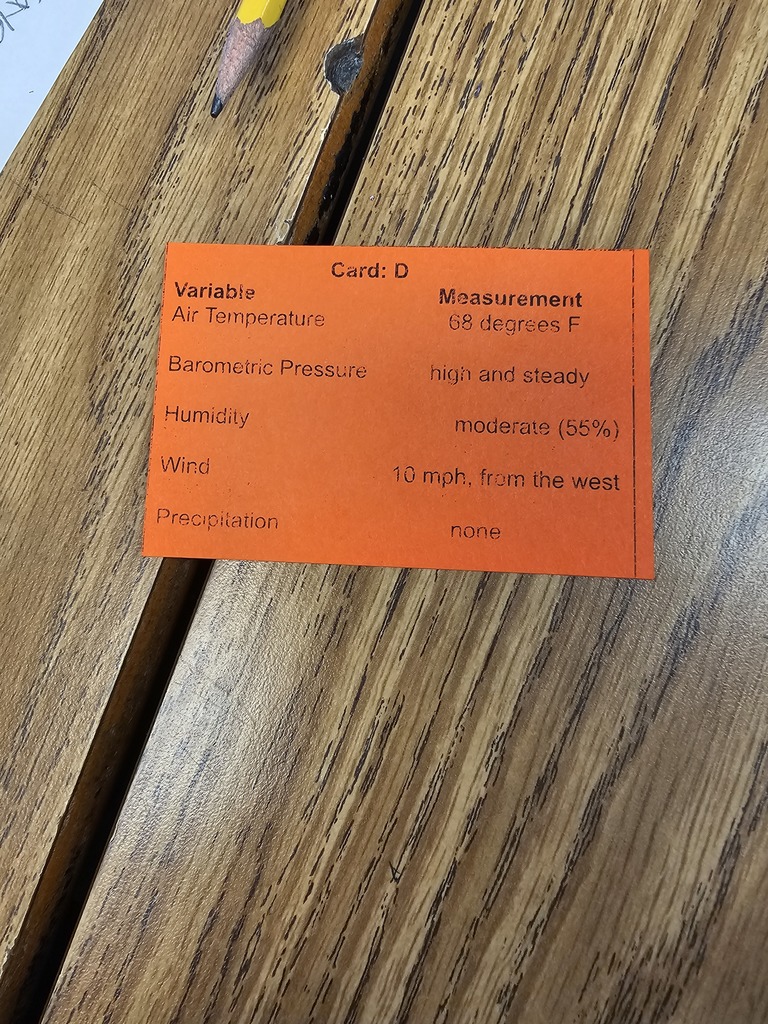 Card: D
Variable Measurement
Air Temperature 68 degrees F
Barometric Pressure high and steady
Humidity moderate (55%)
Wind 10 mph, from the west
Precipitation none